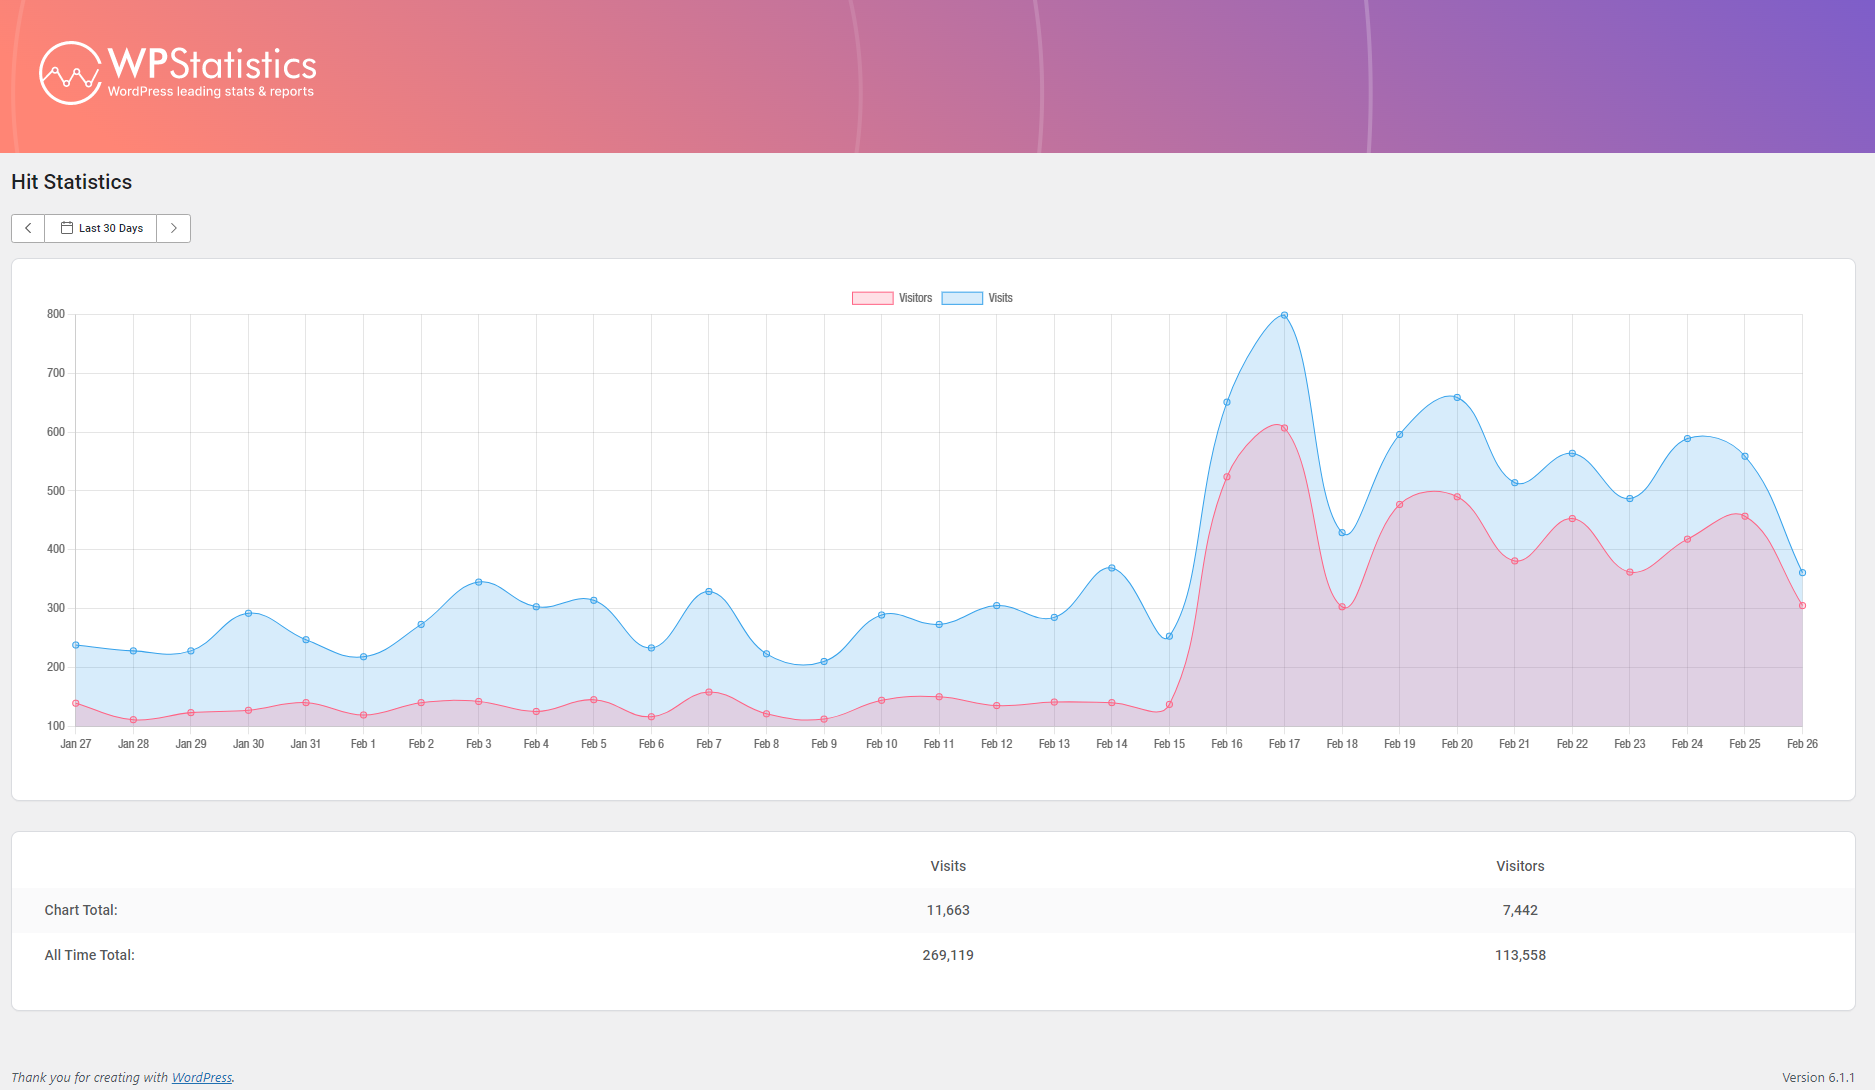 WPStatistics
WordPress leading stats & reports
Hit Statistics
Last 30 Days
Visitors Visits
800
700
600
500
400
300
200
100
Jan 27 Jan 28 Jan 29 Jan 30 Jan 31 Feb 1 Feb 2 Feb 3 Feb 4 Feb 5 Feb 6 Feb 7 Feb 8 Feb 9 Feb 10 Feb 11 Feb 12 Feb 13 Feb 14 Feb 15 Feb 16 Feb 17 Feb 18 Feb 19 Feb 20 Feb 21 Feb 22 Feb 23 Feb 24 Feb 25 Feb 26
Visits Visitors
Chart Total: 11,663 7,442
All Time Total: 269,119 113,558
Thank you for creating with WordPress. Version 6.1.1